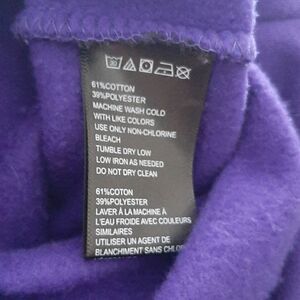 61%COTTON
39%POLYESTER
MACHINE WASH COLD
WITH LIKE COLORS
USE ONLY NON-CHLORINE
BLEACH
TUMBLE DRY LOW
LOW IRON AS NEEDED
DO NOT DRY CLEAN
61%COTON
39%POLYESTER
LAVER À LA MACHINE À
L'EAU FROIDE AVEC COULEURS
SIMILAIRES
UTILISER UN AGENT DE
BLANCHIMENT SANS